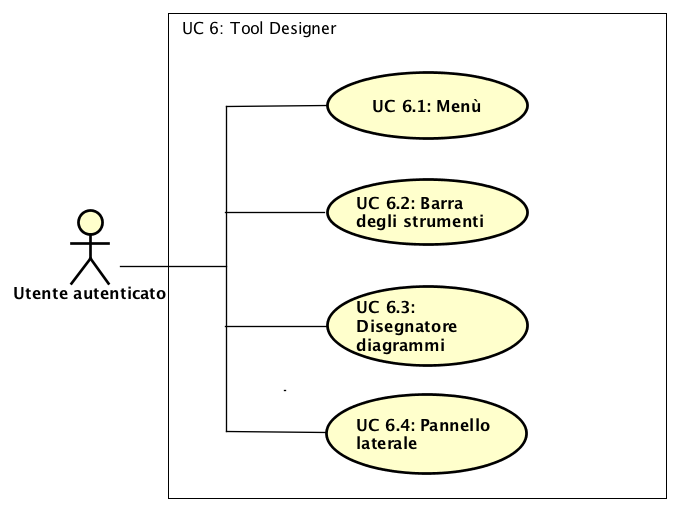 UC 6: Tool Designer
UC 6.1: Menù
UC 6.2: Barra
degli strumenti
Utente autenticato
UC 6.3:
Disegnatore
diagrammi
UC 6.4: Pannello
laterale